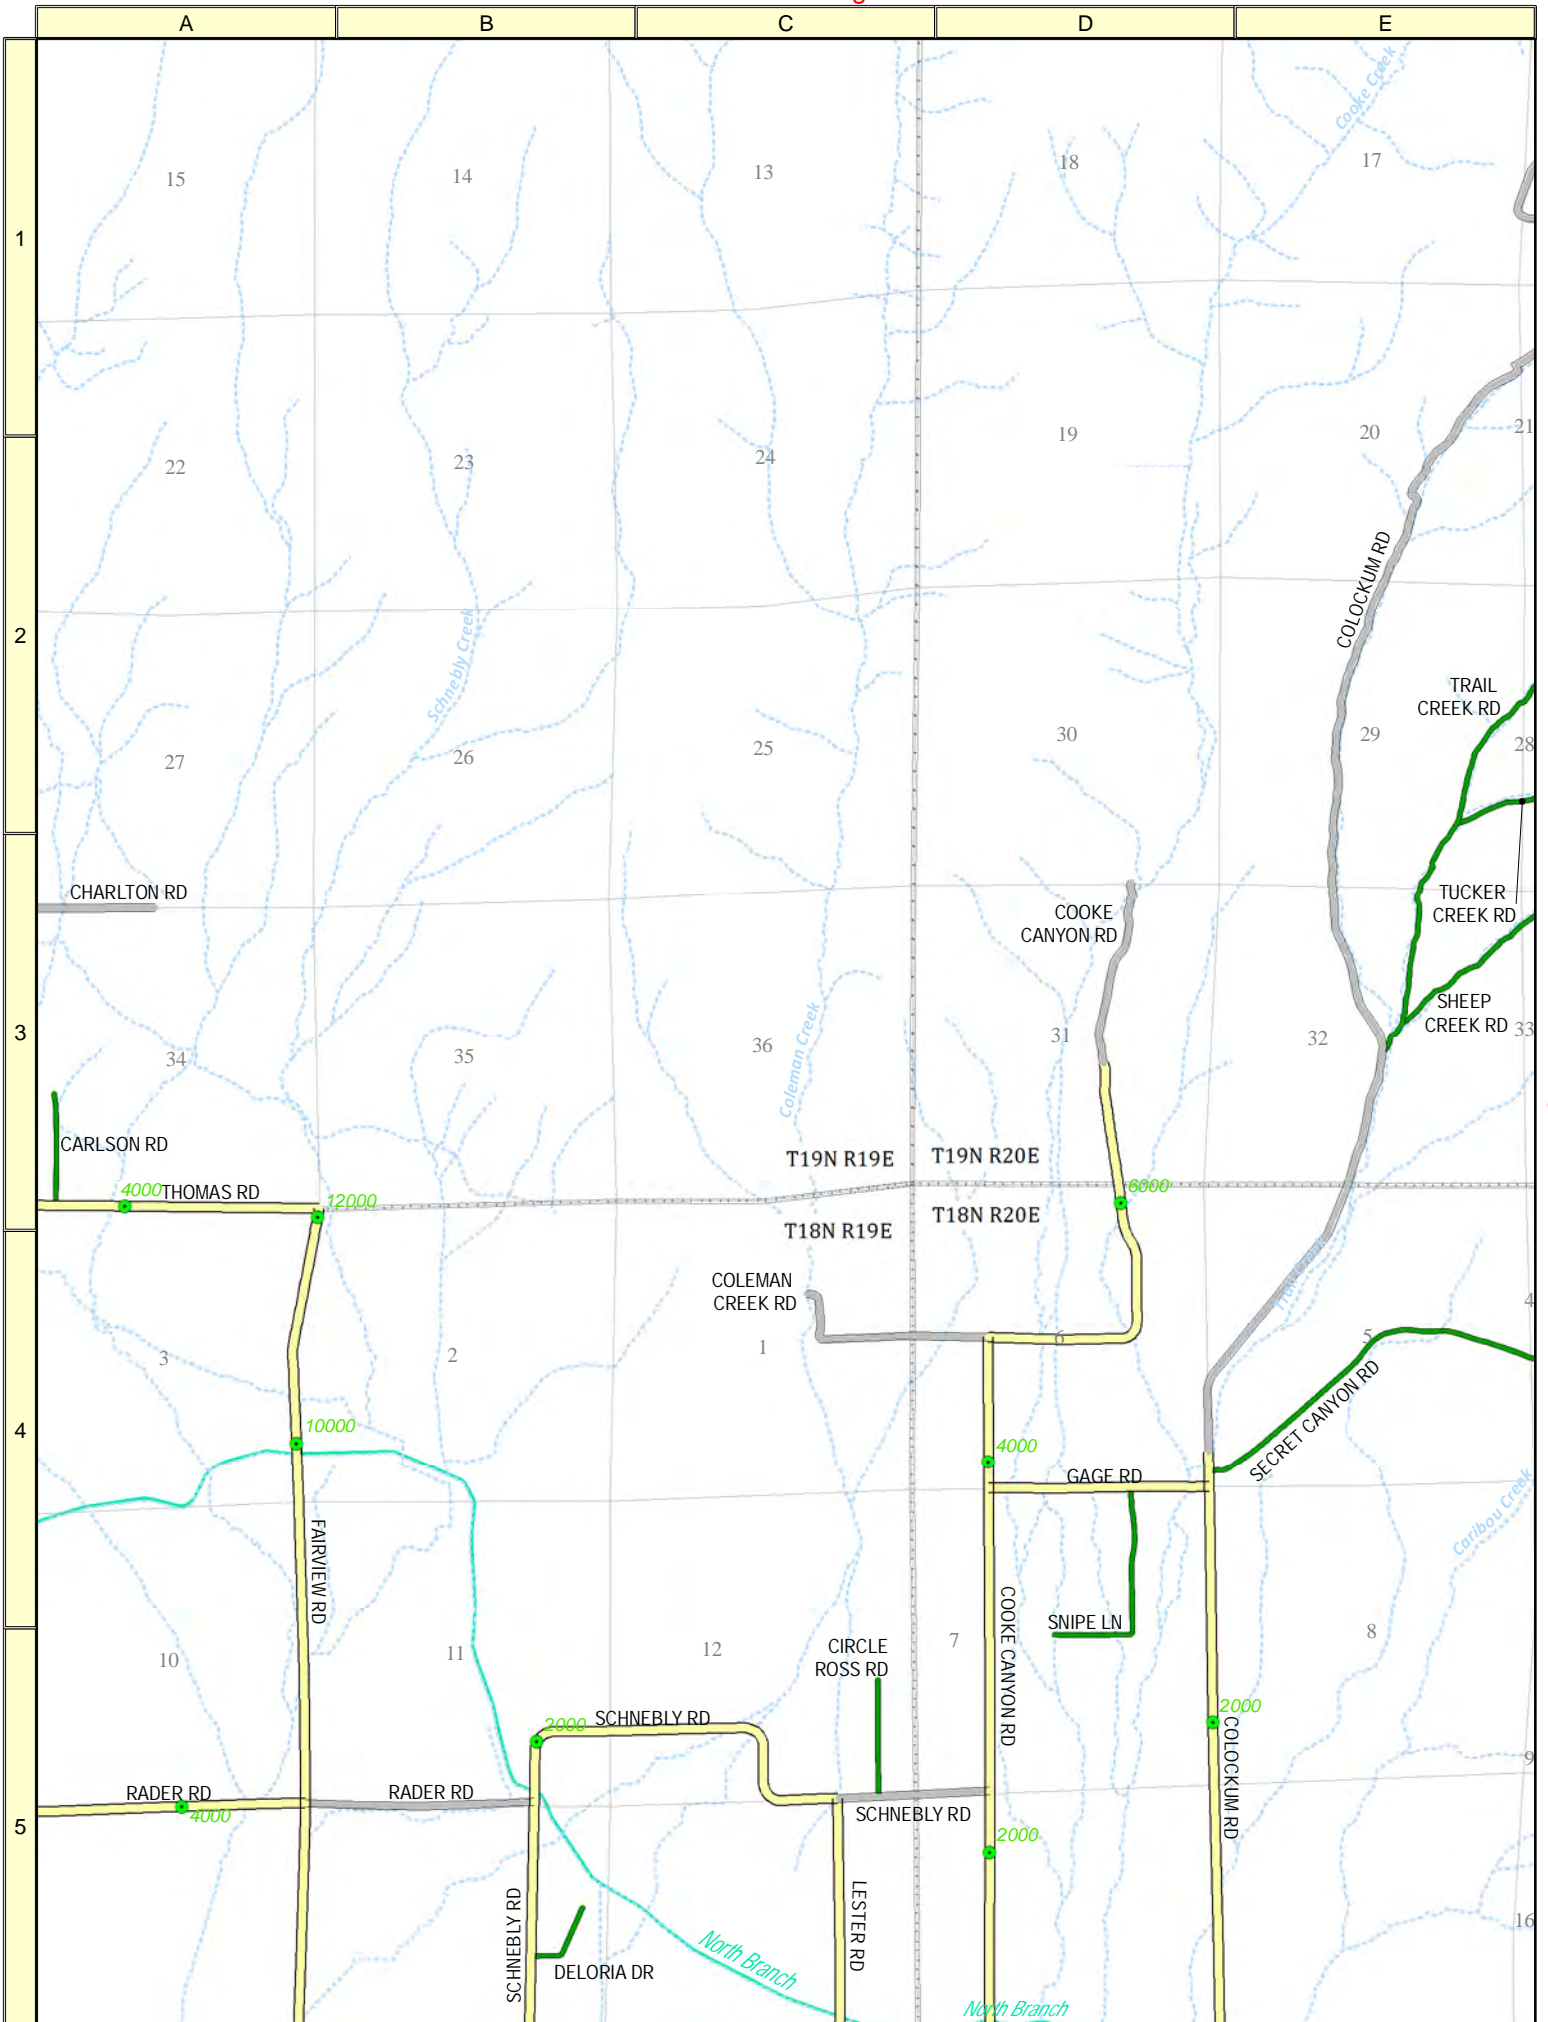 A
B
C
D
E
1
2
3
4
5
Cooke Creek
15
14
13
18
17
22
23
24
19
20
21
COLOCKUM RD
Schnebly Creek
TRAIL
CREEK RD
27
26
25
30
29
28
CHARLTON RD
COOKE
CANYON RD
TUCKER
CREEK RD
SHEEP
CREEK RD
34
35
36
31
32
33
Coleman Creek
CARLSON RD
T19N R19E
T19N R20E
4000
THOMAS RD
12000
6000
T18N R19E
T18N R20E
COLEMAN
CREEK RD
3
2
1
6
5
4
SECRET CANYON RD
10000
4000
GAGE RD
Caribou Creek
FAIRVIEW RD
COOKE CANYON RD
SNIPE LN
10
11
12
CIRCLE
ROSS RD
7
8
2000
SCHNEBLY RD
2000
COLOCKUM RD
9
RADER RD
4000
RADER RD
SCHNEBLY RD
2000
SCHNEBLY RD
LESTER RD
DELORIA DR
North Branch
North Branch
16